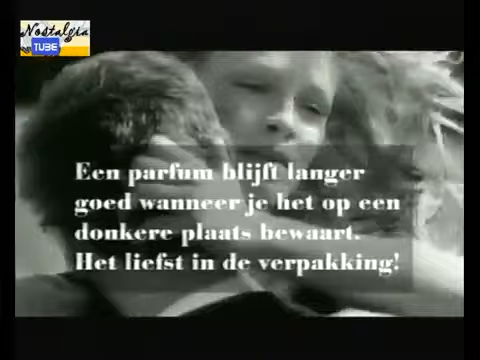 Nostalgia
TUBE
Een parfum blijft langer
goed wanneer je het op een
donkere plaats bewaart.
Het liefst in de verpakking!